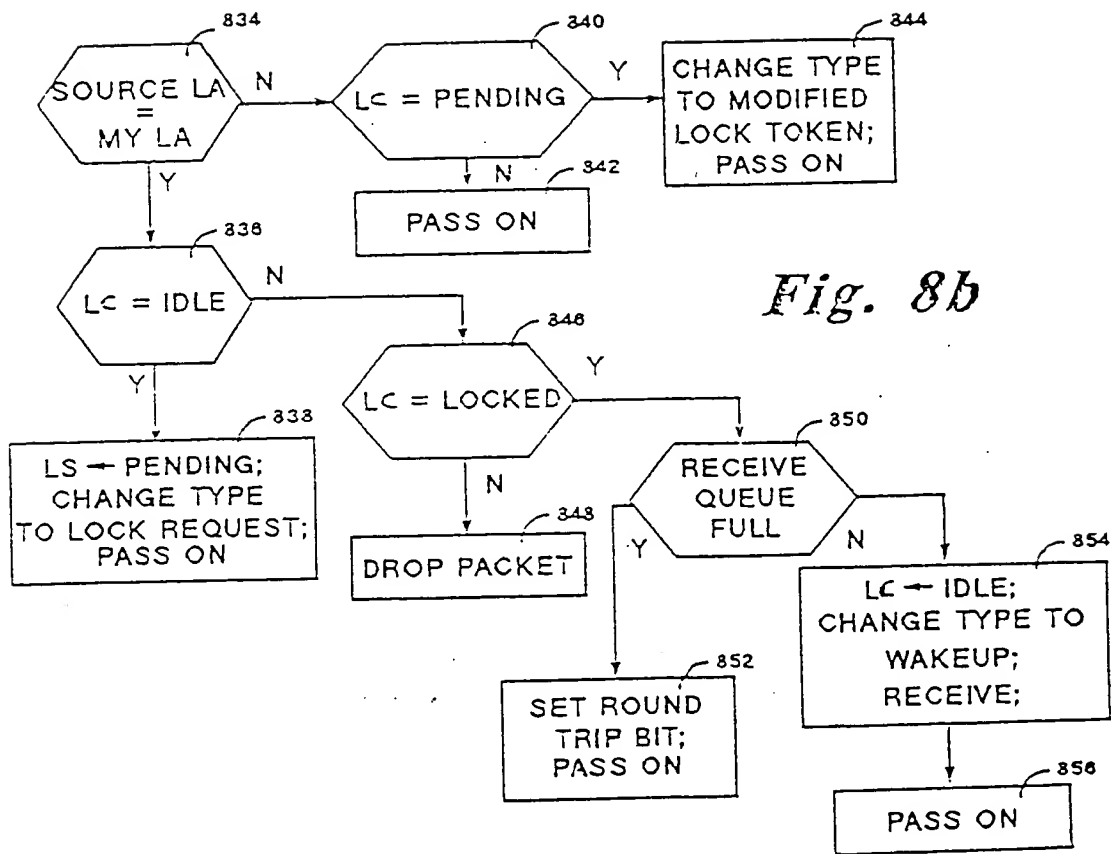 834
SOURCE LA
=
MY LA
N
Y
840
LC = PENDING
Y
N
844
CHANGE TYPE
TO MODIFIED
LOCK TOKEN;
PASS ON
842
PASS ON
836
LC = IDLE
N
Y
Fig. 8b
846
LC = LOCKED
Y
N
838
LS ← PENDING;
CHANGE TYPE
TO LOCK REQUEST;
PASS ON
850
RECEIVE
QUEUE
FULL
Y
N
848
DROP PACKET
854
LC ← IDLE;
CHANGE TYPE TO
WAKEUP;
RECEIVE;
852
SET ROUND
TRIP BIT;
PASS ON
856
PASS ON